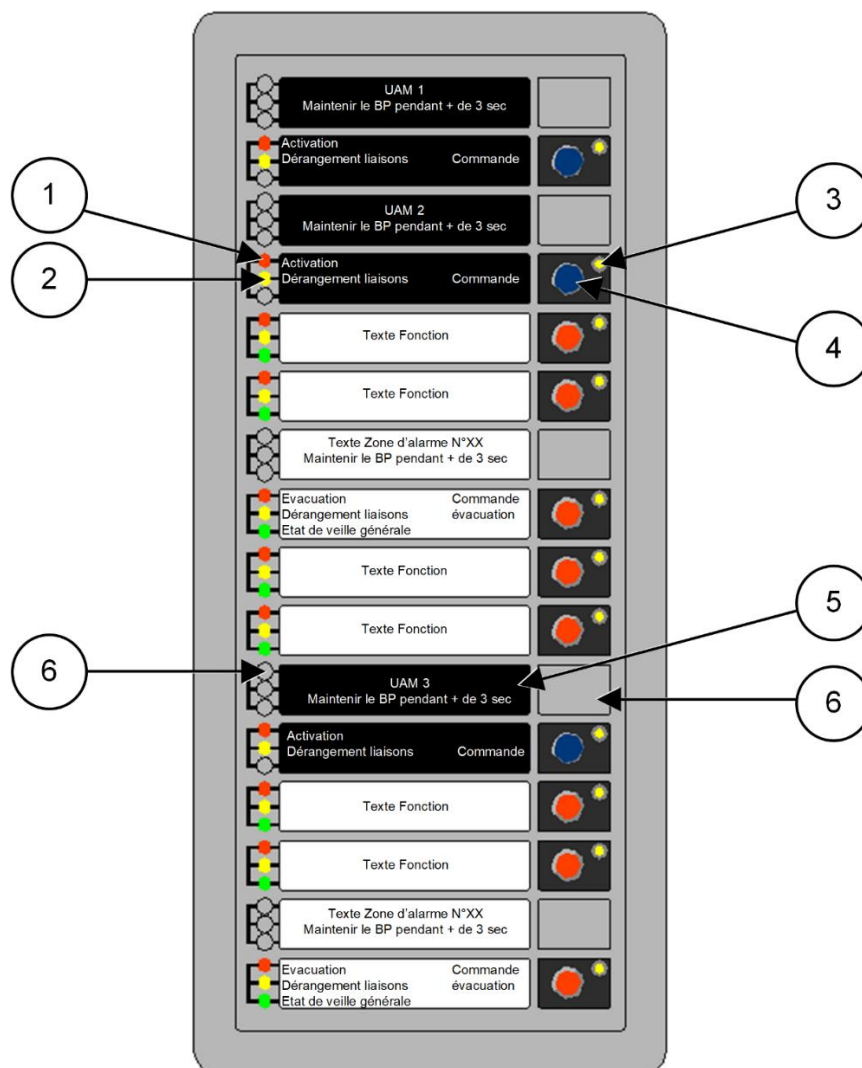 UAM 1
Maintenir le BP pendant + de 3 sec
Activation
Dérangement liaisons Commande
1
UAM 2
Maintenir le BP pendant + de 3 sec
3
2
Activation
Dérangement liaisons Commande
4
Texte Fonction
Texte Fonction
Texte Zone d'alarme N°XX
Maintenir le BP pendant + de 3 sec
Evacuation Commande
Dérangement liaisons évacuation
Etat de veille générale
Texte Fonction
5
Texte Fonction
6
UAM 3
Maintenir le BP pendant + de 3 sec
6
Activation
Dérangement liaisons Commande
Texte Fonction
Texte Fonction
Texte Zone d'alarme N°XX
Maintenir le BP pendant + de 3 sec
Evacuation Commande
Dérangement liaisons évacuation
Etat de veille générale